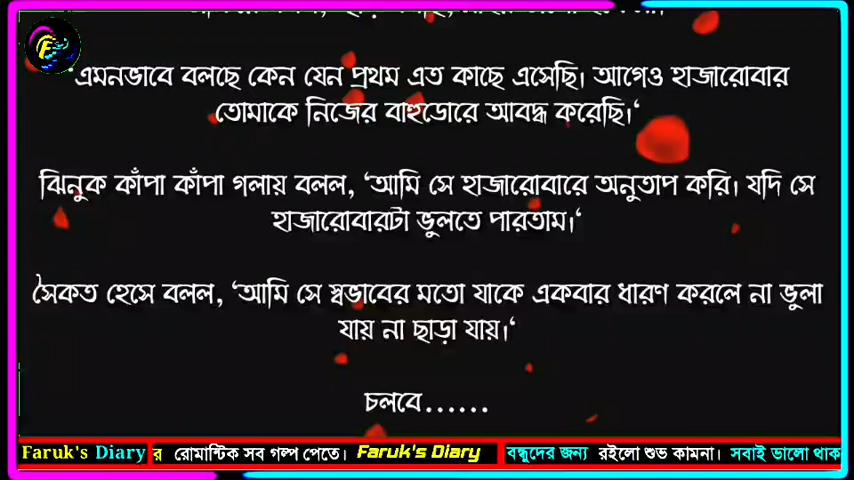 'এমনভাবে বলছে কেন যেন প্রথম এত কাছে এসেছি। আগেও হাজারোবার
তোমাকে নিজের বাহুডোরে আবদ্ধ করেছি।'
ঝিনুক কাঁপা কাঁপা গলায় বলল, 'আমি সে হাজারোবারে অনুতাপ করি। যদি সে
হাজারোবারটা ভুলতে পারতাম।'
সৈকত হেসে বলল, 'আমি সে স্বভাবের মতো যাকে একবার ধারণ করলে না ভুলা
যায় না ছাড়া যায়।'
চলবে......
Faruk's Diary র রোমান্টিক সব গল্প পেতে। Faruk's Diary বন্ধুদের জন্য রইলো শুভ কামনা। সবাই ভালো থাক